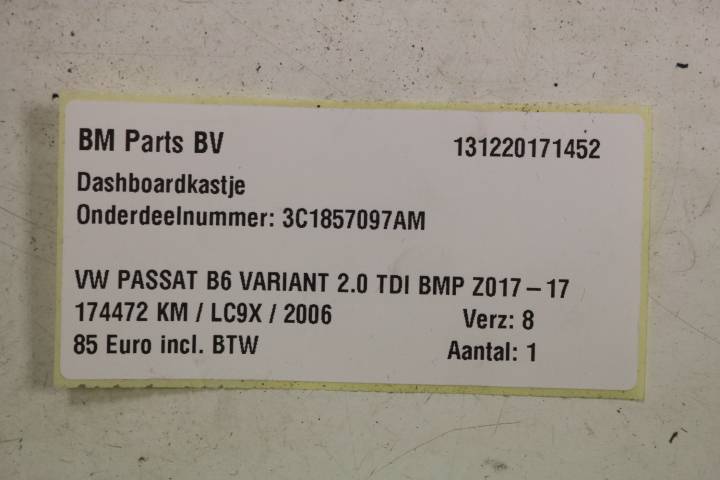 BM Parts BV 131220171452
Dashboardkastje
Onderdeelnummer: 3C1857097AM
VW PASSAT B6 VARIANT 2.0 TDI BMP Z017-17
174472 KM / LC9X / 2006 Verz: 8
85 Euro incl. BTW Aantal: 1